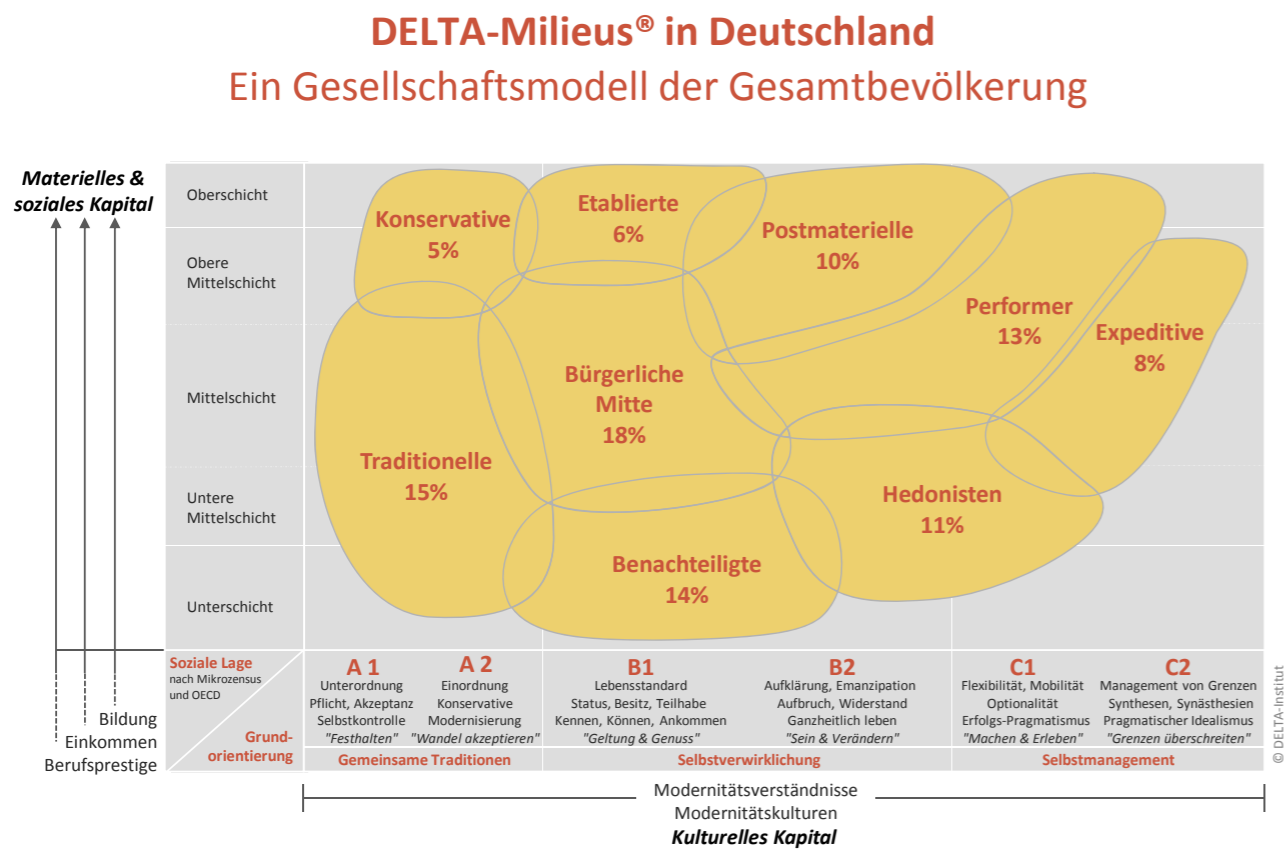 DELTA-Milieus® in Deutschland
Ein Gesellschaftsmodell der Gesamtbevölkerung
Materielles &
soziales Kapital
Oberschicht
Obere
Mittelschicht
Mittelschicht
Untere
Mittelschicht
Unterschicht
Konservative
5%
Etablierte
6%
Postmaterielle
10%
Performer
13%
Expeditive
8%
Bürgerliche
Mitte
18%
Traditionelle
15%
Hedonisten
11%
Benachteiligte
14%
Soziale Lage
nach Mikrozensus
und OECD
Grund-
orientierung
Bildung
Einkommen
Berufsprestige
A 1
Unterordnung
Pflicht, Akzeptanz
Selbstkontrolle
"Festhalten"
A 2
Einordnung
Konservative
Modernisierung
"Wandel akzeptieren"
B1
Lebensstandard
Status, Besitz, Teilhabe
Kennen, Können, Ankommen
"Geltung & Genuss"
B2
Aufklärung, Emanzipation
Aufbruch, Widerstand
Ganzheitlich leben
"Sein & Verändern"
C1
Flexibilität, Mobilität
Optionalität
Erfolgs-Pragmatismus
"Machen & Erleben"
C2
Management von Grenzen
Synthesen, Synästhesien
Pragmatischer Idealismus
"Grenzen überschreiten"
Gemeinsame Traditionen
Selbstverwirklichung
Selbstmanagement
Modernitätsverständnisse
Modernitätskulturen
Kulturelles Kapital
© DELTA-Institut